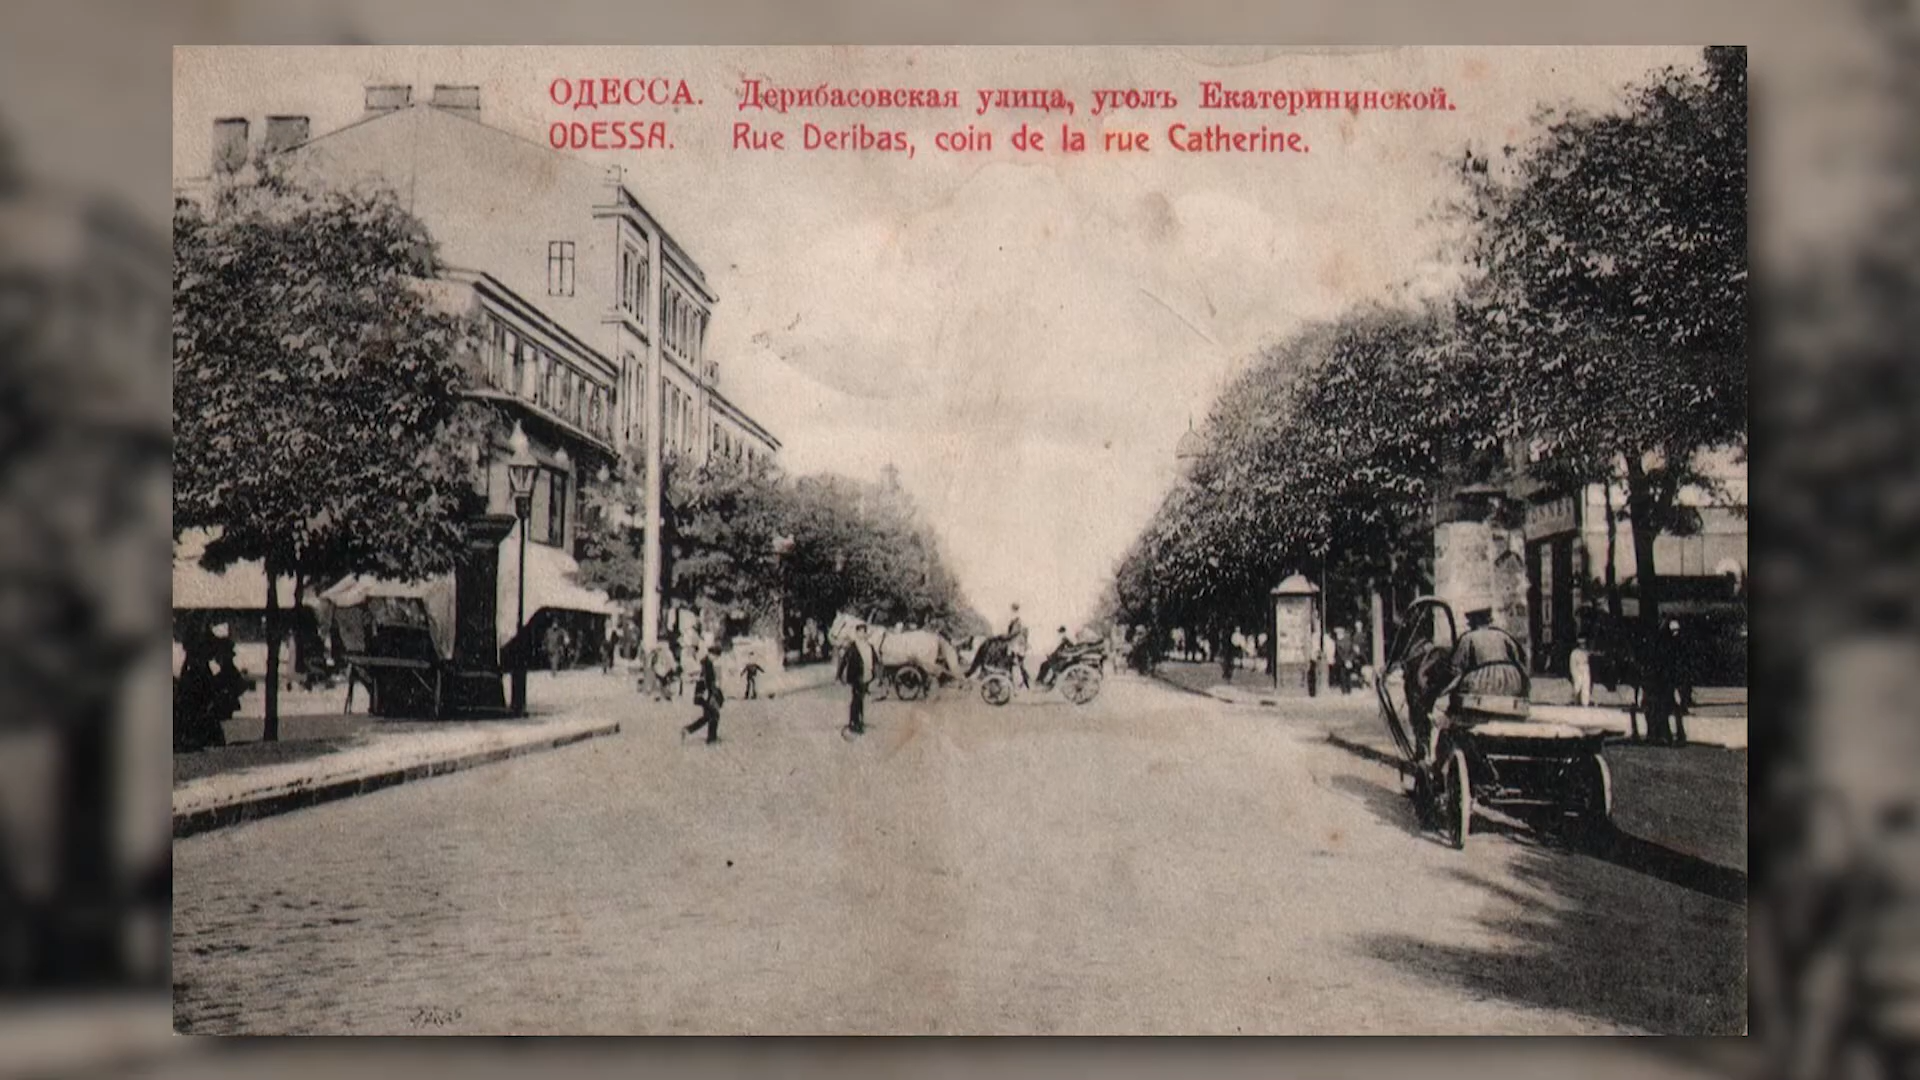 ОДЕССА. Дерибасовская улица, уголъ Екатерининской.
ODESSA. Rue Deribas, coin de la rue Catherine.